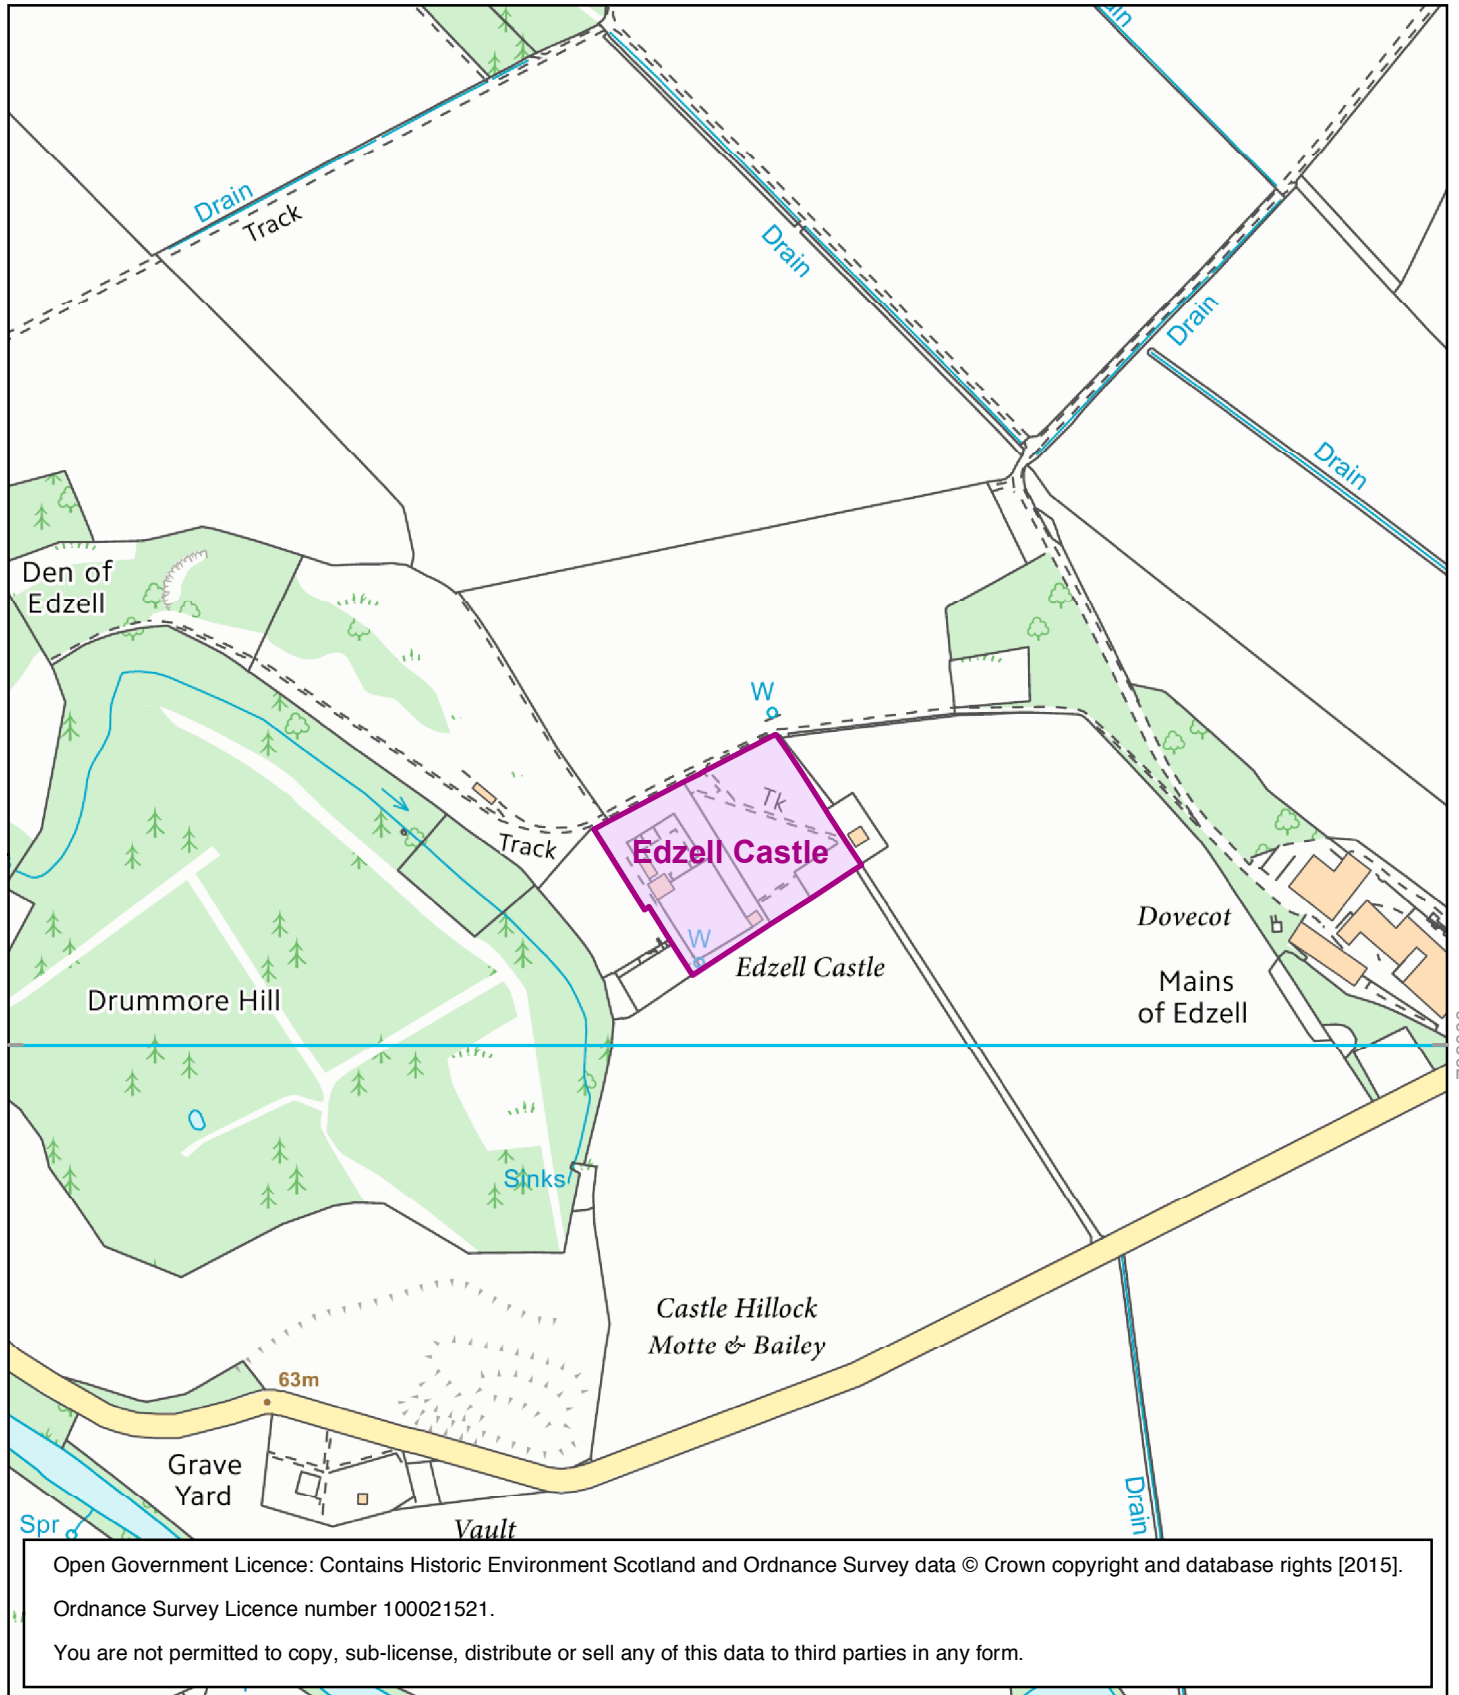 Drain
Track
Drain
Drain
Drain
Den of
Edzell
W
Tk
Track
Edzell Castle
W
Edzell Castle
Dovecot
Mains
of Edzell
Drummore Hill
Sinks
Castle Hillock
Motte & Bailey
63m
Grave
Yard
Vault
Spr
Drain
Open Government Licence: Contains Historic Environment Scotland and Ordnance Survey data © Crown copyright and database rights [2015].
Ordnance Survey Licence number 100021521.
You are not permitted to copy, sub-license, distribute or sell any of this data to third parties in any form.